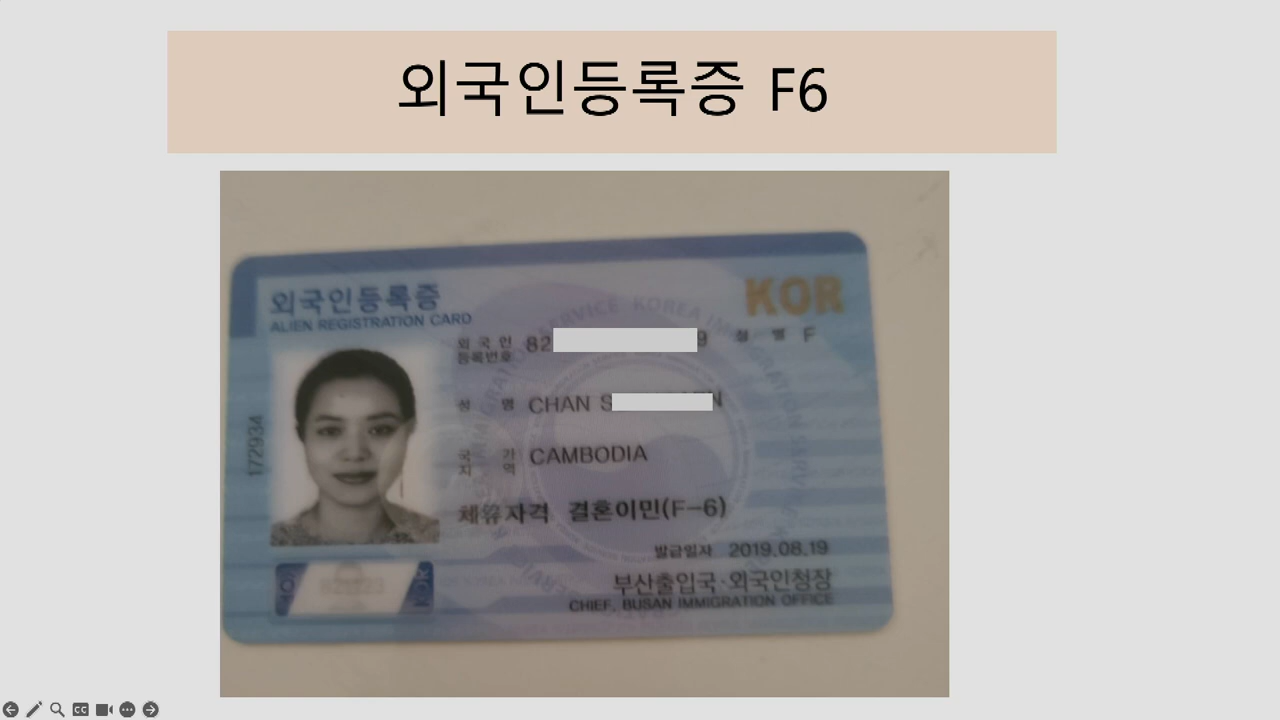 외국인등록증 F6
외국인등록증
ALIEN REGISTRATION CARD
KOR
외국인 등록번호 82 9 성별 F
성 명 CHAN S N
국가 지역 CAMBODIA
체류자격 결혼이민(F-6)
발급일자 2019.08.19
부산출입국·외국인청장
CHIEF, BUSAN IMMIGRATION OFFICE
172934